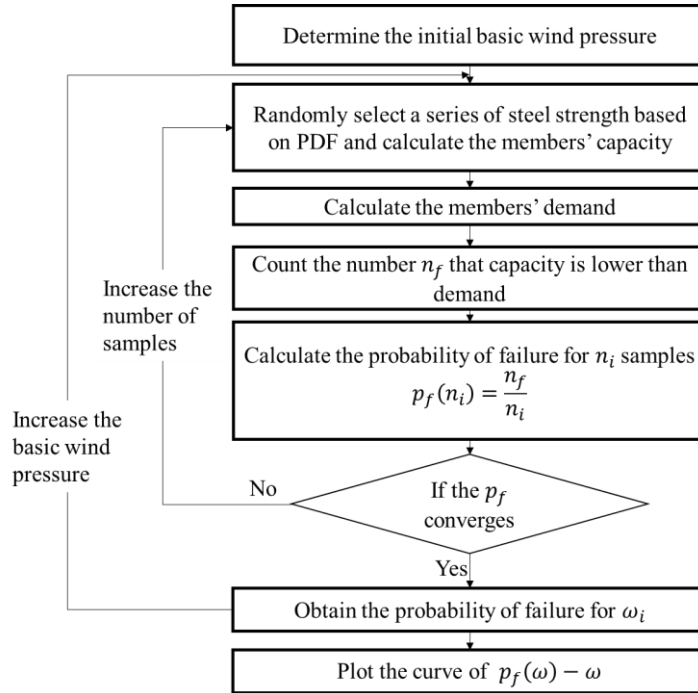 Determine the initial basic wind pressure
Randomly select a series of steel strength based
on PDF and calculate the members' capacity
Calculate the members' demand
Count the number n_f that capacity is lower than
demand
Increase the
number of
samples
Calculate the probability of failure for n_i samples
p_f(n_i) = n_f/n_i
Increase the
basic wind
pressure
No
If the p_f
converges
Yes
Obtain the probability of failure for ω_i
Plot the curve of p_f(ω) − ω